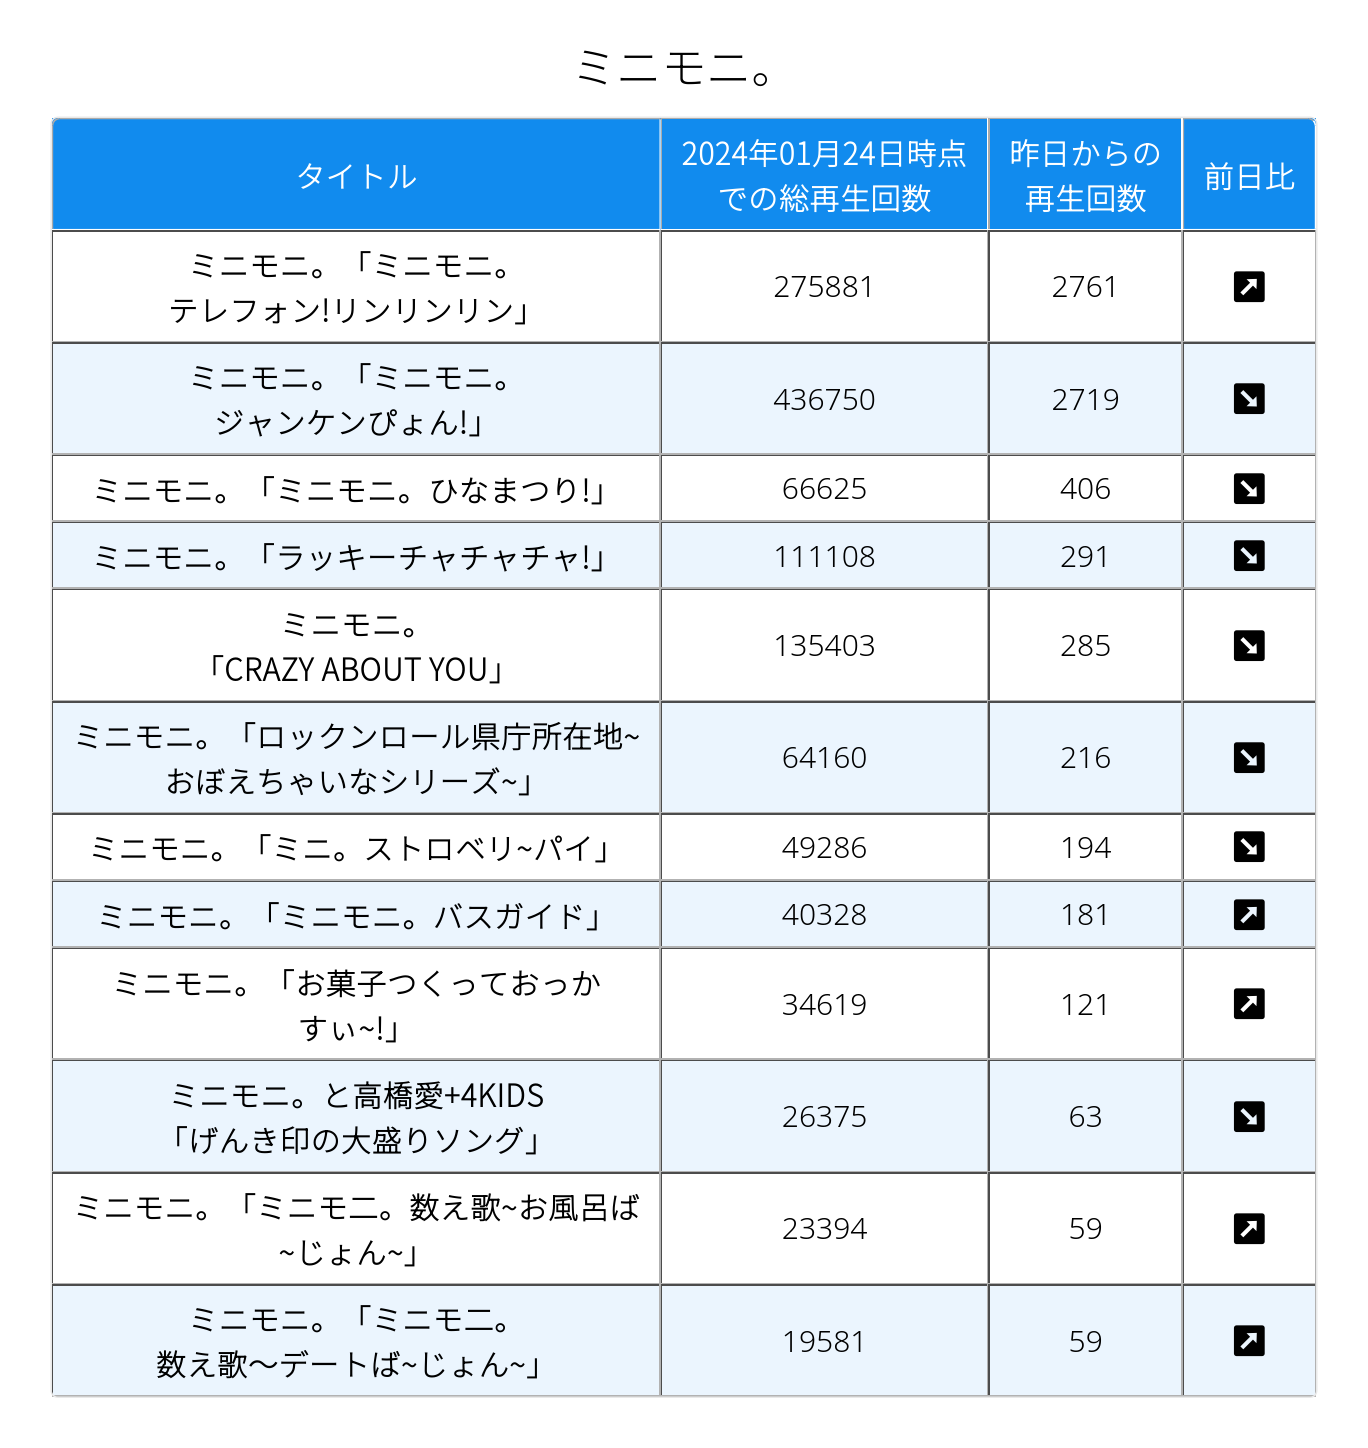 ミニモニ。
タイトル
2024年01月24日時点
での総再生回数
昨日からの
再生回数
前日比
ミニモニ。「ミニモニ。
テレフォン!リンリンリン」
275881
2761
ミニモニ。「ミニモニ。
ジャンケンぴょん!」
436750
2719
ミニモニ。「ミニモニ。ひなまつり!」
66625
406
ミニモニ。「ラッキーチャチャチャ!」
111108
291
ミニモニ。
「CRAZY ABOUT YOU」
135403
285
ミニモニ。「ロックンロール県庁所在地~
おぼえちゃいなシリーズ~」
64160
216
ミニモニ。「ミニ。ストロベリ~パイ」
49286
194
ミニモニ。「ミニモニ。バスガイド」
40328
181
ミニモニ。「お菓子つくっておっか
すぃ~!」
34619
121
ミニモニ。と高橋愛+4KIDS
「げんき印の大盛りソング」
26375
63
ミニモニ。「ミニモ二。数え歌~お風呂ば
~じょん~」
23394
59
ミニモニ。「ミニモ二。
数え歌〜デートば~じょん~」
19581
59